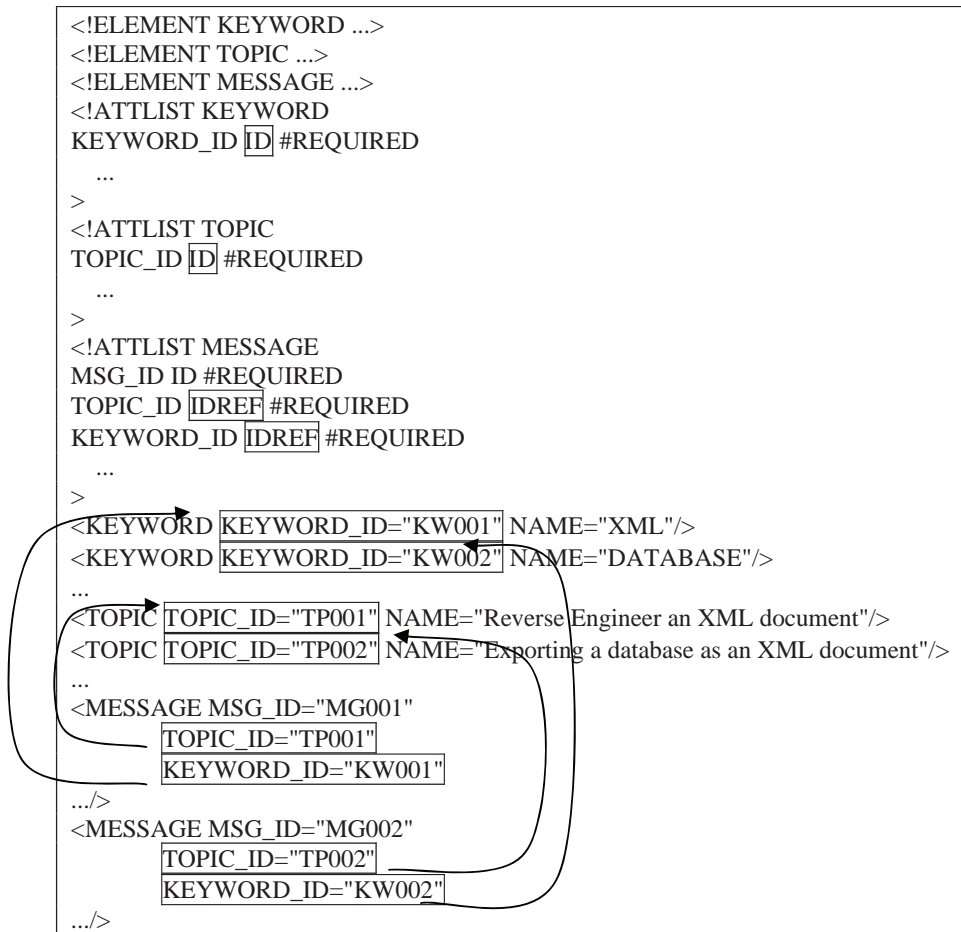 <!ELEMENT KEYWORD ...>
<!ELEMENT TOPIC ...>
<!ELEMENT MESSAGE ...>
<!ATTLIST KEYWORD
KEYWORD_ID ID #REQUIRED
...
>
<!ATTLIST TOPIC
TOPIC_ID ID #REQUIRED
...
>
<!ATTLIST MESSAGE
MSG_ID ID #REQUIRED
TOPIC_ID IDREF #REQUIRED
KEYWORD_ID IDREF #REQUIRED
...
>
<KEYWORD KEYWORD_ID="KW001" NAME="XML"/>
<KEYWORD KEYWORD_ID="KW002" NAME="DATABASE"/>
...
<TOPIC TOPIC_ID="TP001" NAME="Reverse Engineer an XML document"/>
<TOPIC TOPIC_ID="TP002" NAME="Exporting a database as an XML document"/>
...
<MESSAGE MSG_ID="MG001"
TOPIC_ID="TP001"
KEYWORD_ID="KW001"
.../>
<MESSAGE MSG_ID="MG002"
TOPIC_ID="TP002"
KEYWORD_ID="KW002"
.../>